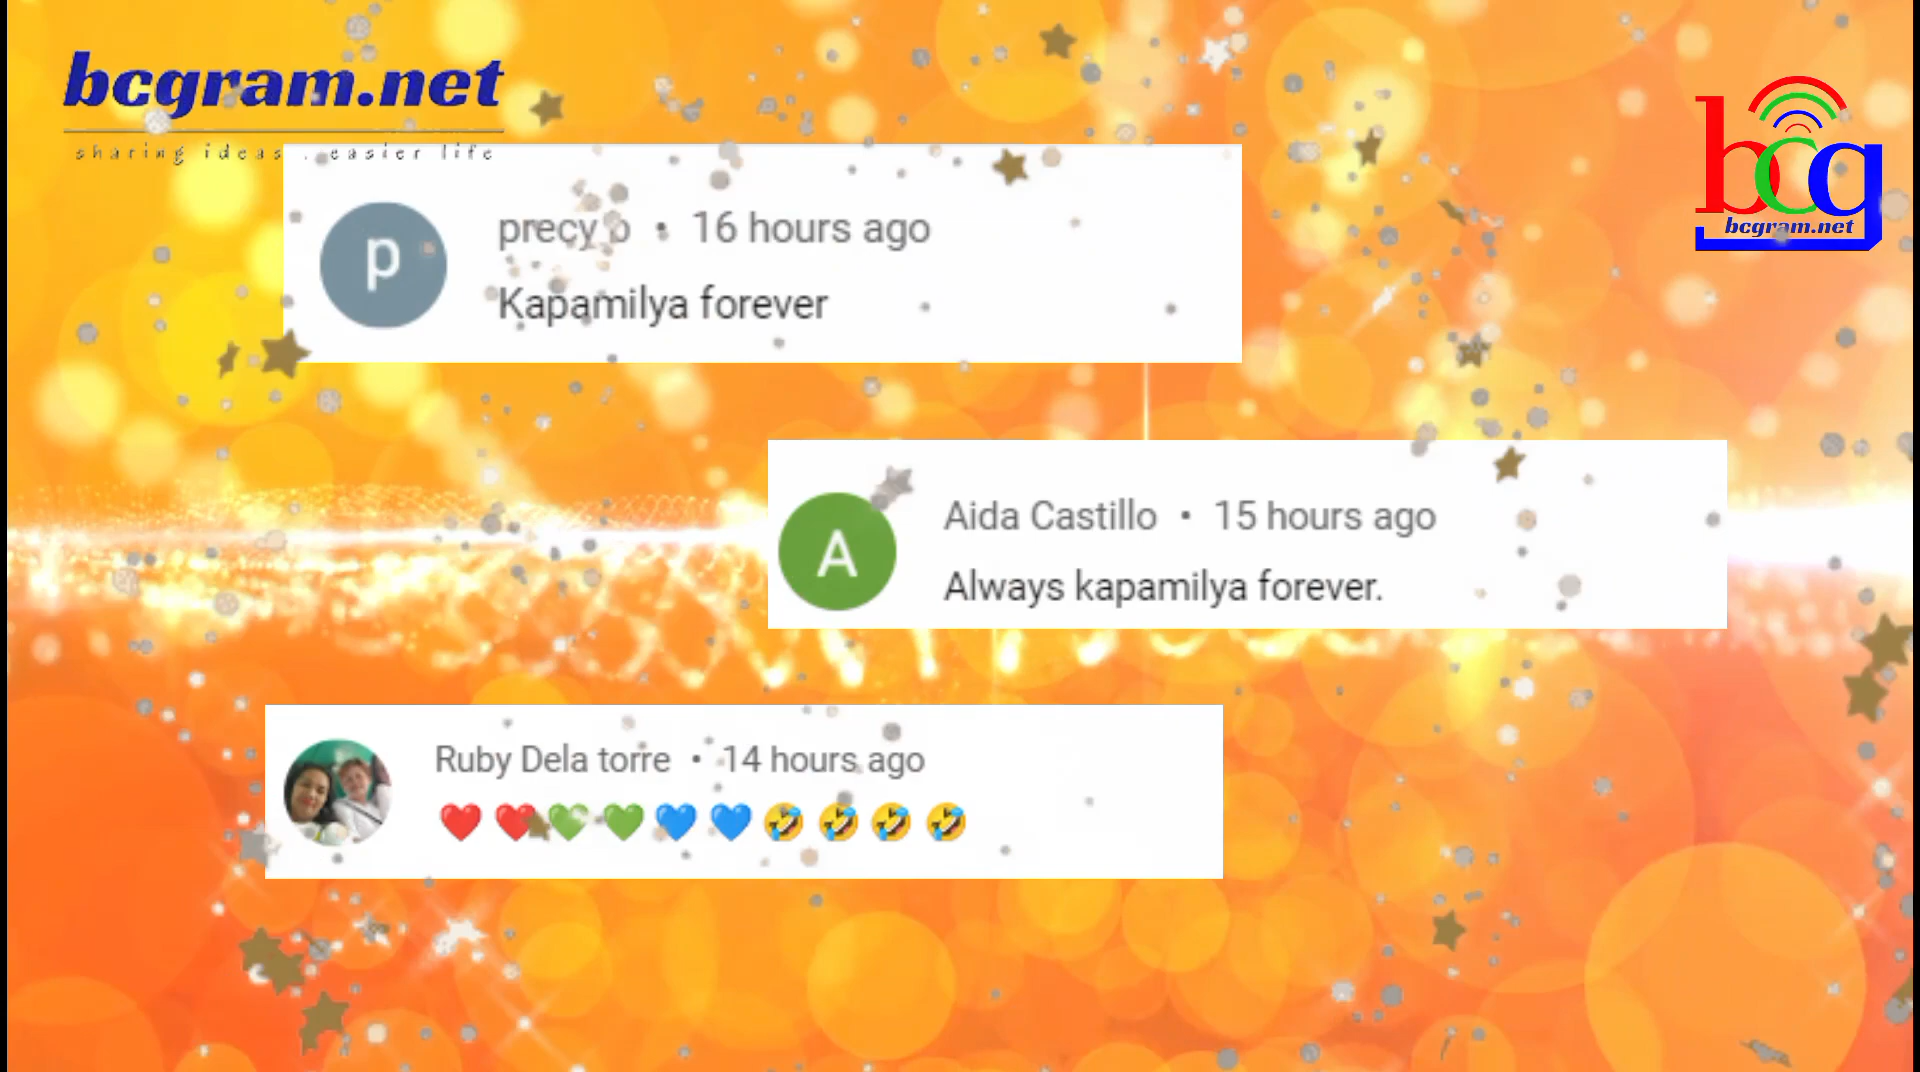 bcgram.net
sharing ideas...easier life
bcg
bcgram.net
p
precy b • 16 hours ago
Kapamilya forever
A
Aida Castillo • 15 hours ago
Always kapamilya forever.
Ruby Dela torre • 14 hours ago
❤️ ❤️ 💚 💚 💙 💙 🤣 🤣 🤣 🤣